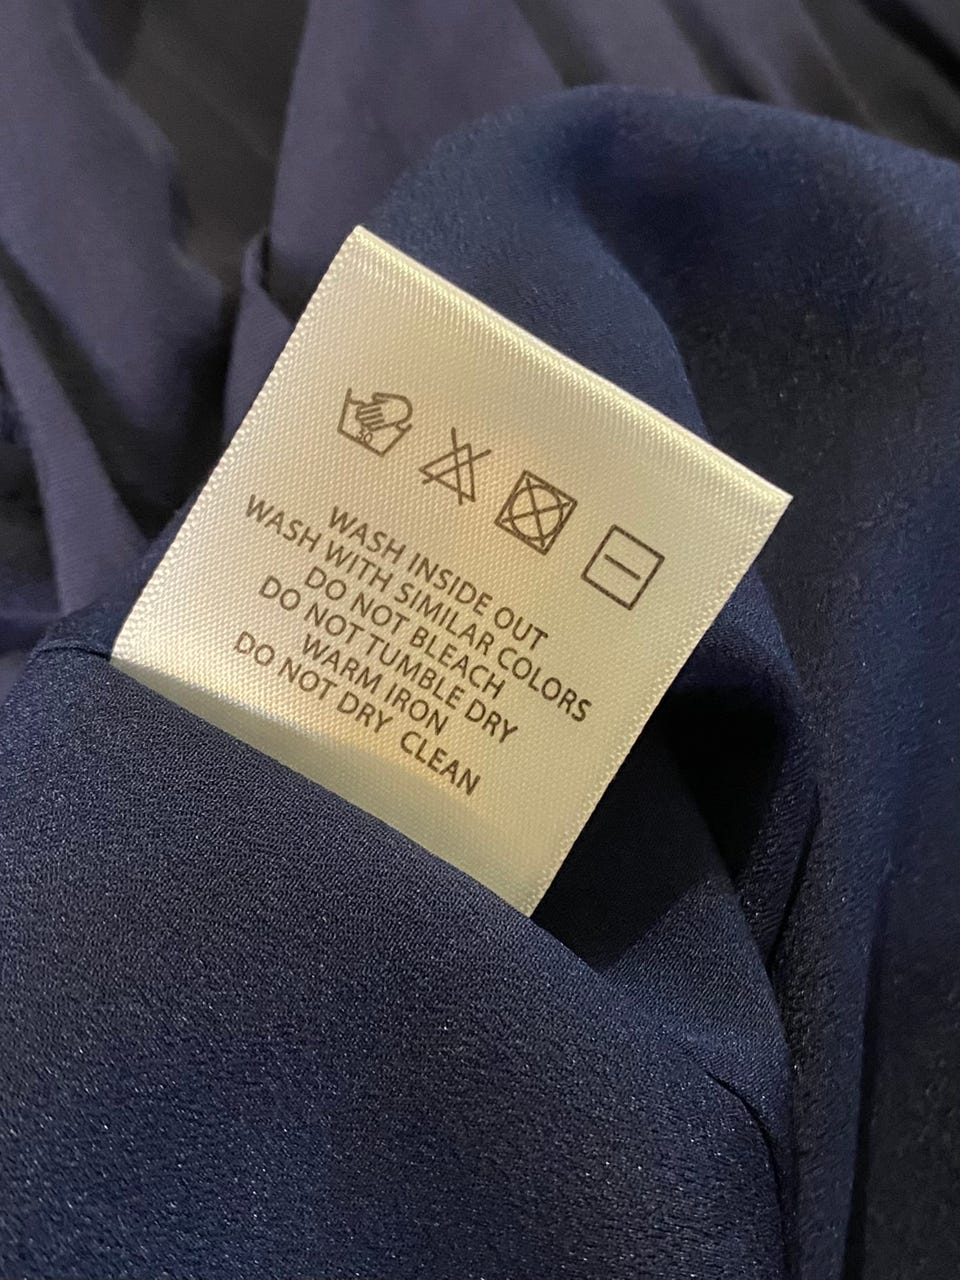 30
WASH INSIDE OUT
WASH WITH SIMILAR COLORS
DO NOT BLEACH
DO NOT TUMBLE DRY
WARM IRON
DO NOT DRY CLEAN